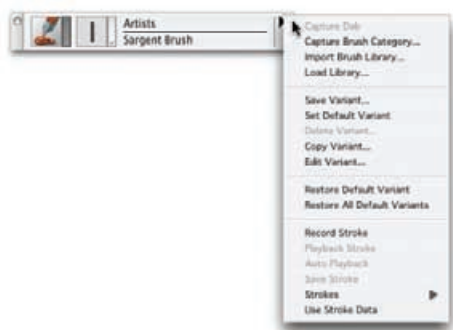 Artists
Sargent Brush
Capture Dab
Capture Brush Category...
Import Brush Library...
Load Library...
Save Variant...
Set Default Variant
Delete Variant...
Copy Variant...
Edit Variant...
Restore Default Variant
Restore All Default Variants
Record Stroke
Playback Stroke
Auto Playback
Save Stroke
Strokes
Use Stroke Data